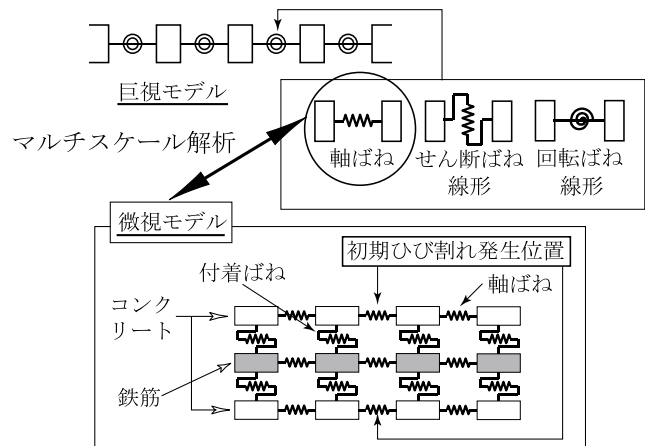 巨視モデル
マルチスケール解析
軸ばね
せん断ばね
線形
回転ばね
線形
微視モデル
初期ひび割れ発生位置
付着ばね
軸ばね
コンク
リート
鉄筋